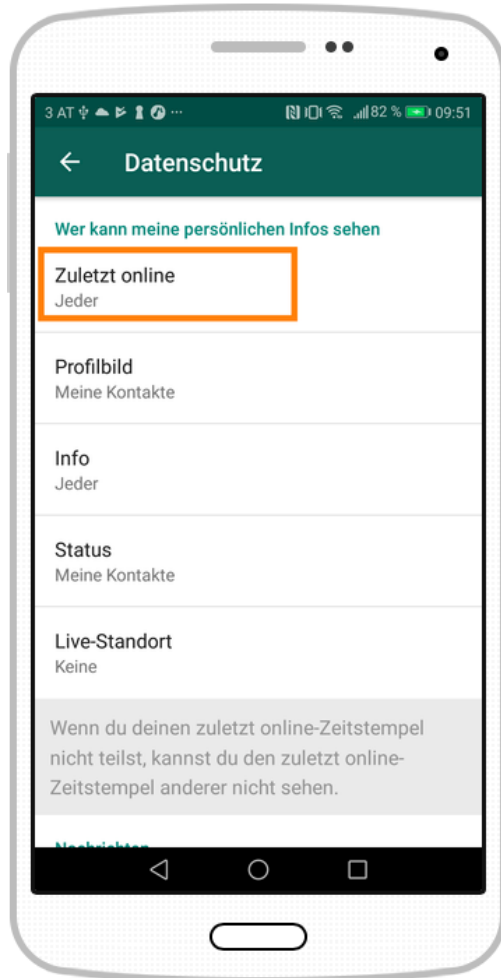 3 AT ... 82 % 09:51
Datenschutz
Wer kann meine persönlichen Infos sehen
Zuletzt online
Jeder
Profilbild
Meine Kontakte
Info
Jeder
Status
Meine Kontakte
Live-Standort
Keine
Wenn du deinen zuletzt online-Zeitstempel
nicht teilst, kannst du den zuletzt online-
Zeitstempel anderer nicht sehen.
Nachrichten